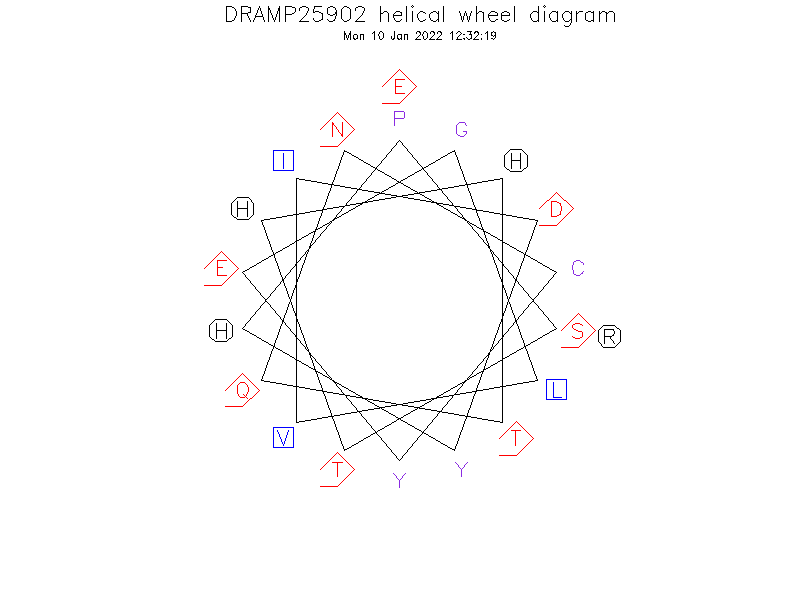 DRAMP25902 helical wheel diagram
Mon 10 Jan 2022 12:32:19
E
N P G
I H
H D
E C
H S R
Q L
V T
T Y Y